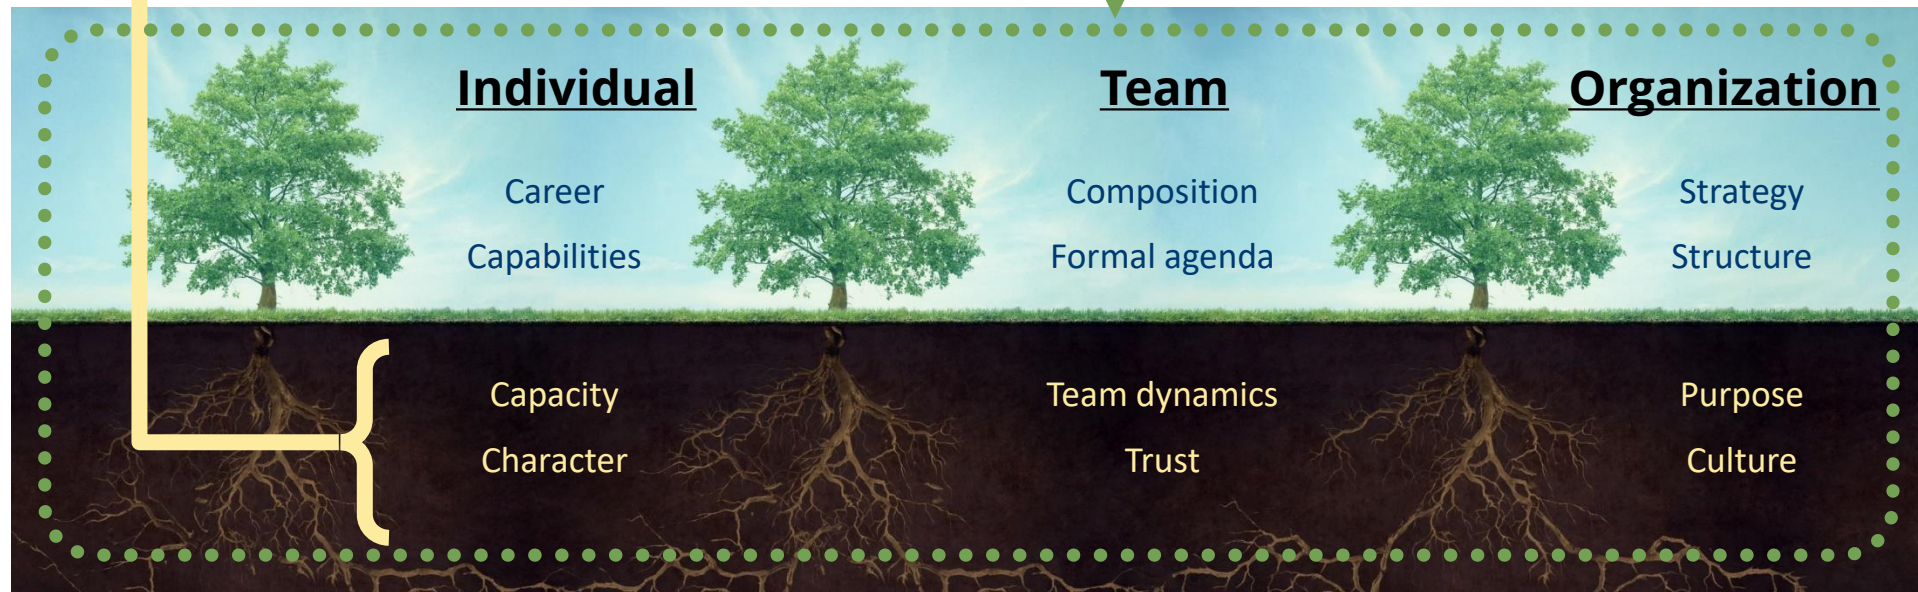 Individual
Team
Organization
Career
Composition
Strategy
Capabilities
Formal agenda
Structure
Capacity
Team dynamics
Purpose
Character
Trust
Culture